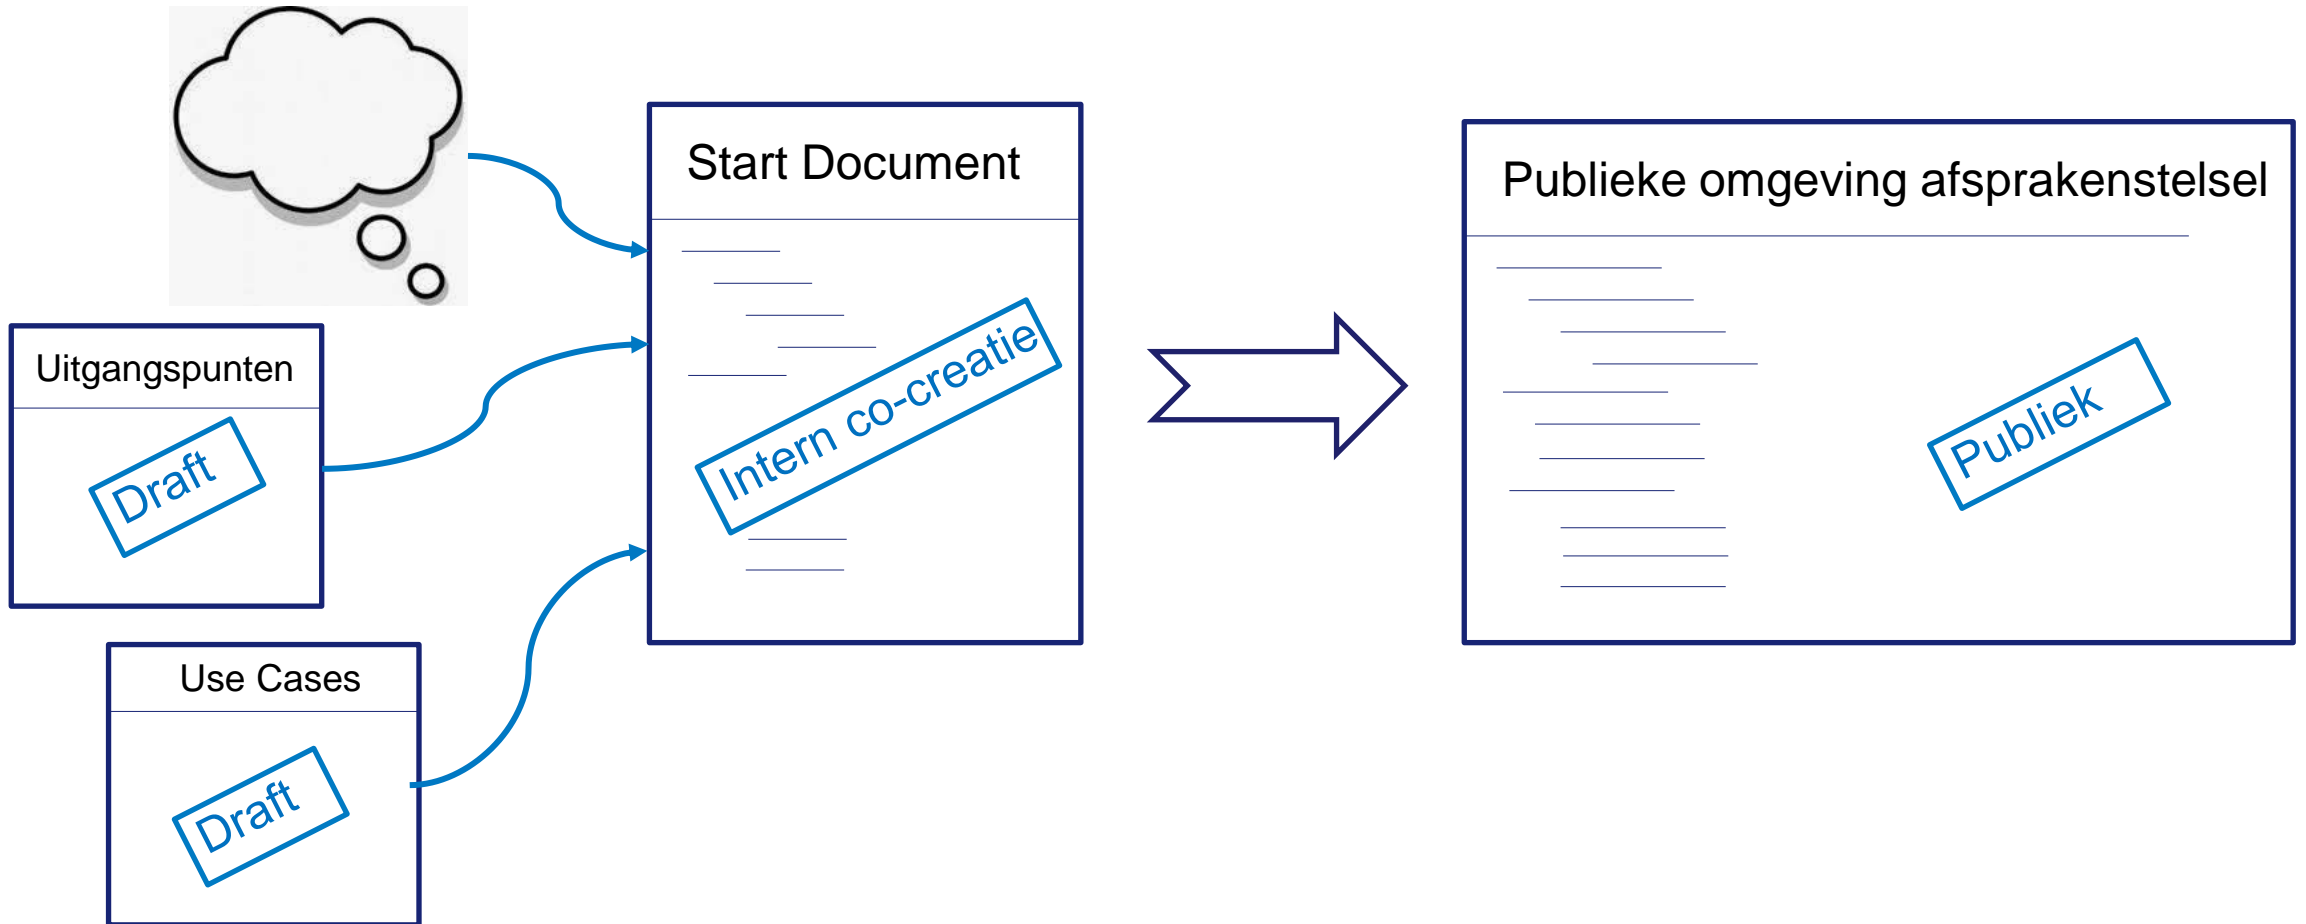 Start Document
Intern co-creatie
Uitgangspunten
Draft
Use Cases
Draft
Publieke omgeving afsprakenstelsel
Publiek